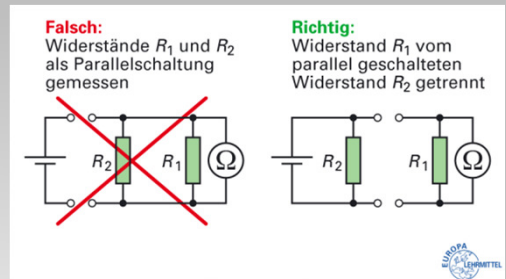 Falsch:
Widerstände R₁ und R₂
als Parallelschaltung
gemessen
Richtig:
Widerstand R₁ vom
parallel geschalteten
Widerstand R₂ getrennt
R₂
R₁
Ω
R₂
R₁
Ω
EUROPA
LEHRMITTEL